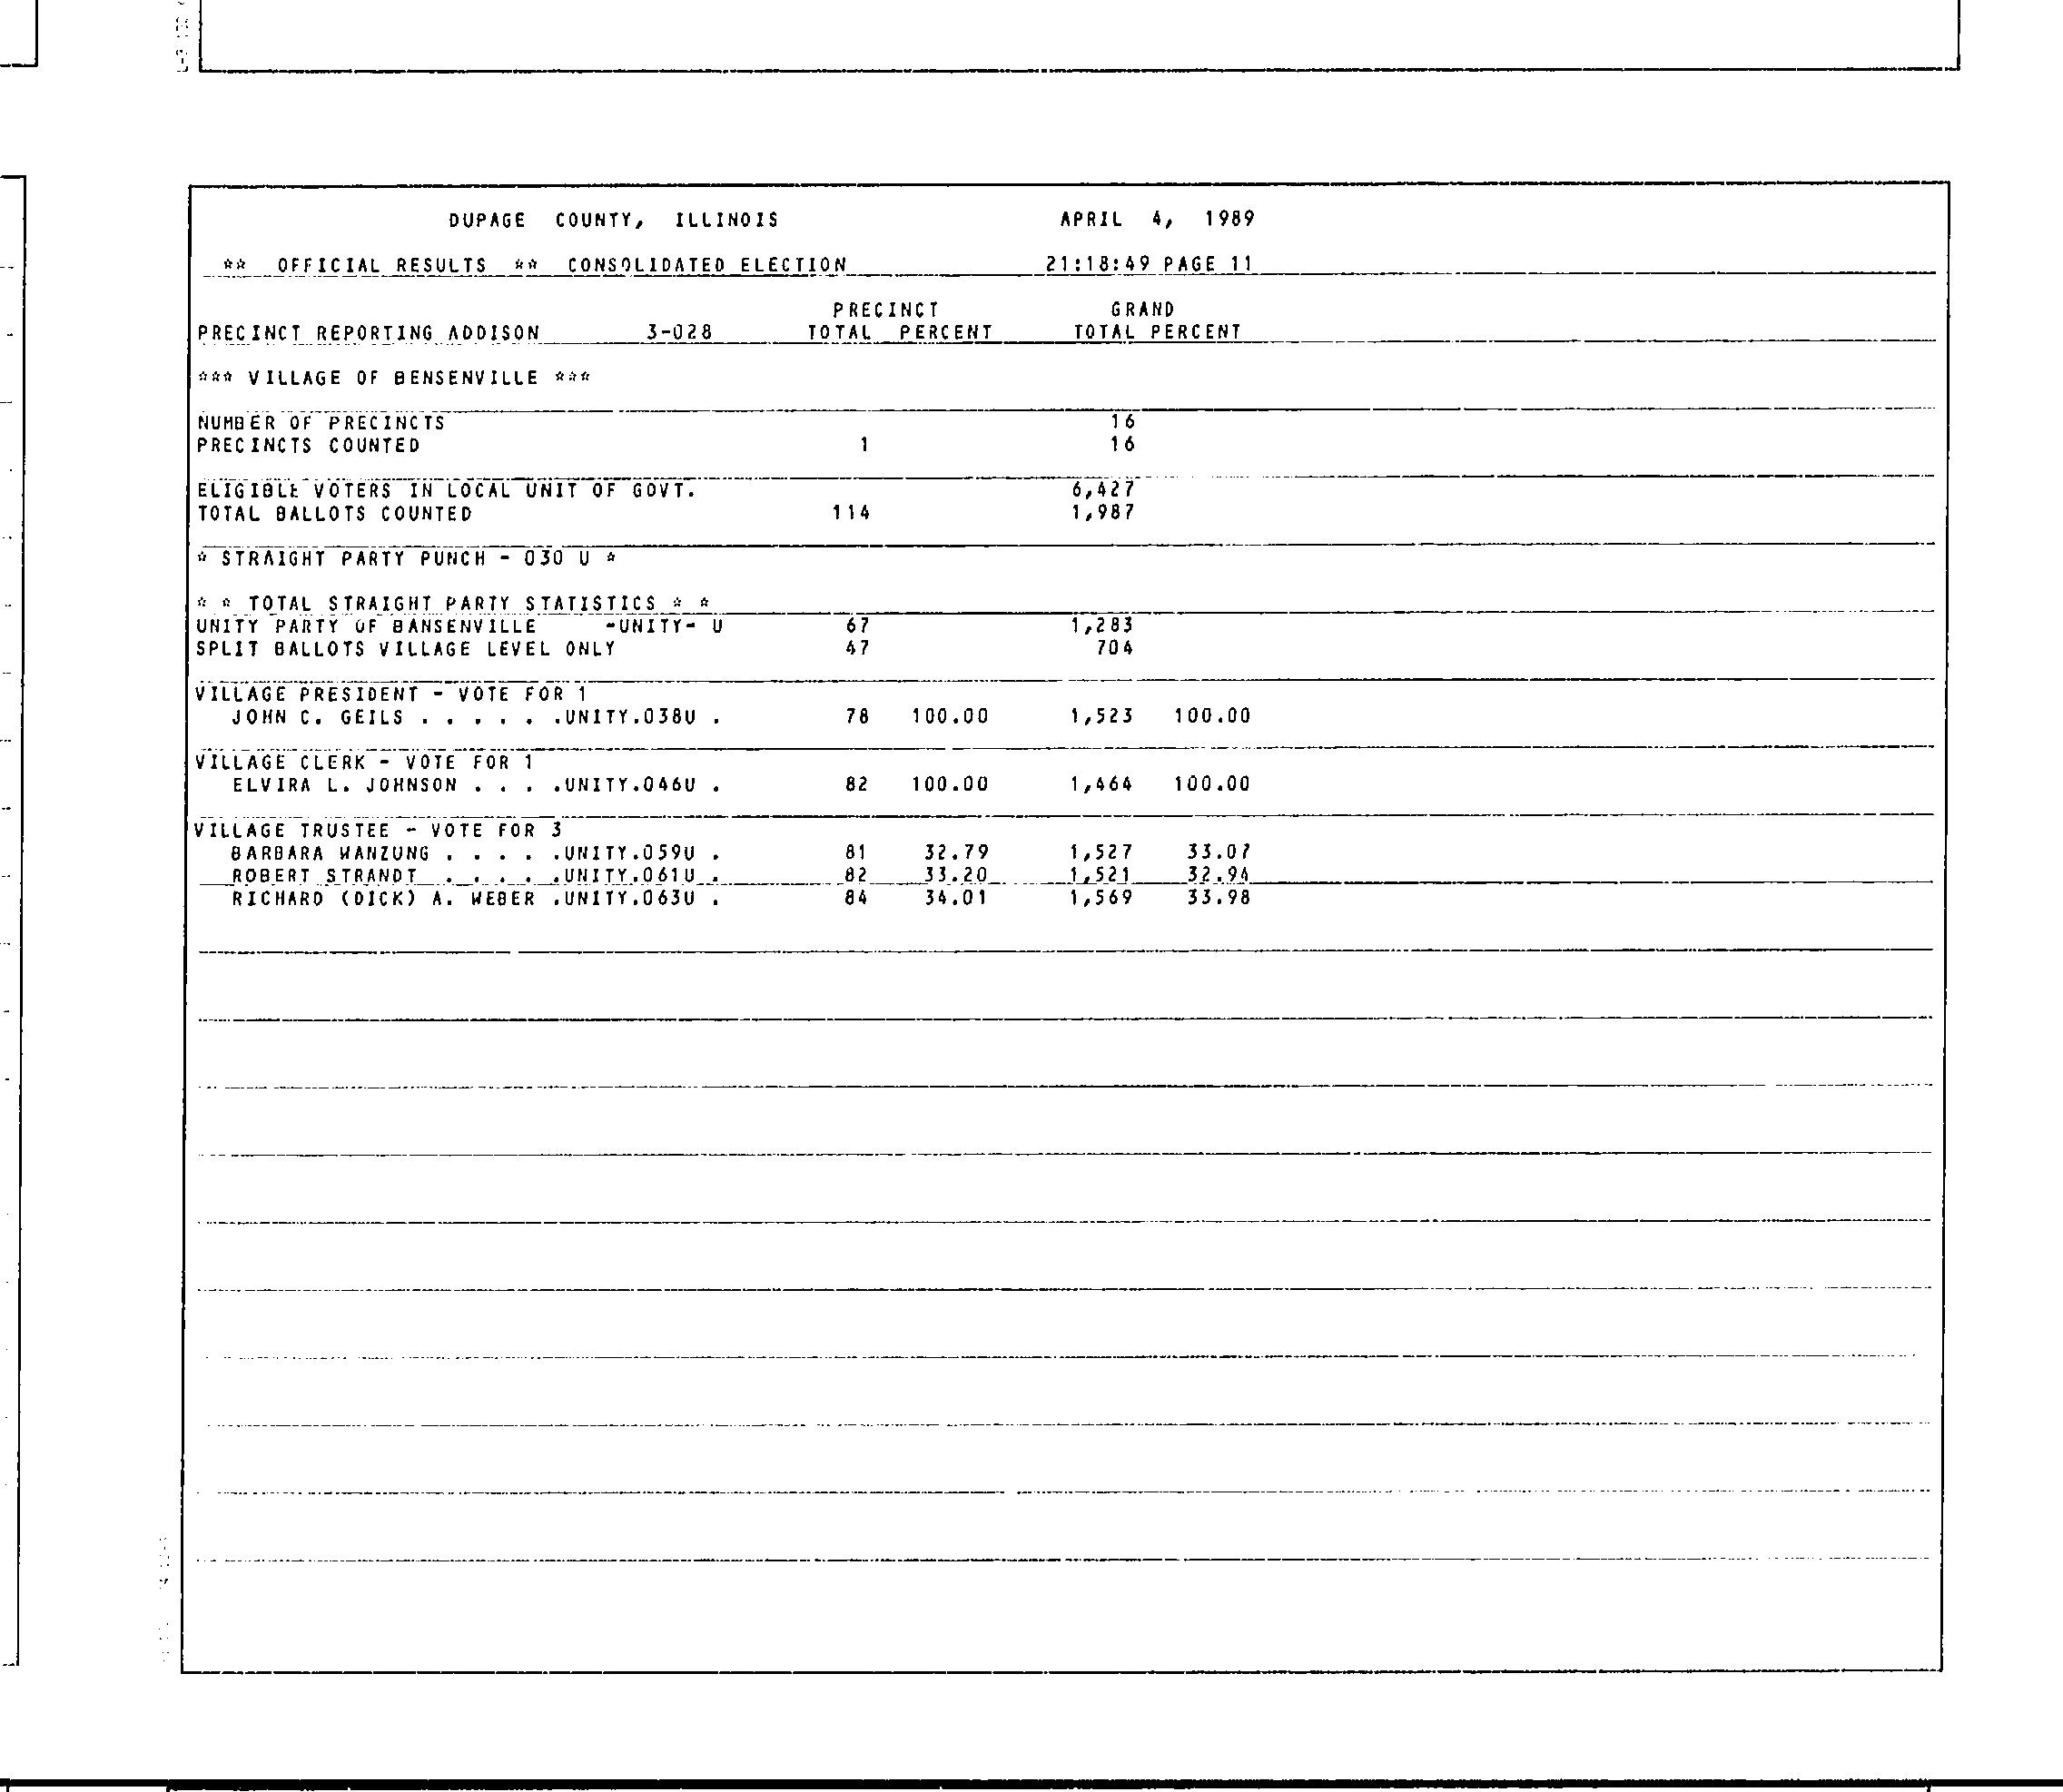 DUPAGE COUNTY, ILLINOIS APRIL 4, 1989
** OFFICIAL RESULTS ** CONSOLIDATED ELECTION 21:18:49 PAGE 11
PRECINCT GRAND
PRECINCT REPORTING ADDISON 3-028 TOTAL PERCENT TOTAL PERCENT
*** VILLAGE OF BENSENVILLE ***
NUMBER OF PRECINCTS 16
PRECINCTS COUNTED 1 16
ELIGIBLE VOTERS IN LOCAL UNIT OF GOVT. 6,427
TOTAL BALLOTS COUNTED 114 1,987
* STRAIGHT PARTY PUNCH - 030 U *
* * TOTAL STRAIGHT PARTY STATISTICS * *
UNITY PARTY OF BANSENVILLE -UNITY- U 67 1,283
SPLIT BALLOTS VILLAGE LEVEL ONLY 47 704
VILLAGE PRESIDENT - VOTE FOR 1
JOHN C. GEILS . . . . . .UNITY.038U . 78 100.00 1,523 100.00
VILLAGE CLERK - VOTE FOR 1
ELVIRA L. JOHNSON . . . .UNITY.046U . 82 100.00 1,464 100.00
VILLAGE TRUSTEE - VOTE FOR 3
BARBARA WANZUNG . . . . .UNITY.059U . 81 32.79 1,527 33.07
ROBERT STRANDT . . . . .UNITY.061U . 82 33.20 1,521 32.94
RICHARD (DICK) A. WEBER .UNITY.063U . 84 34.01 1,569 33.98